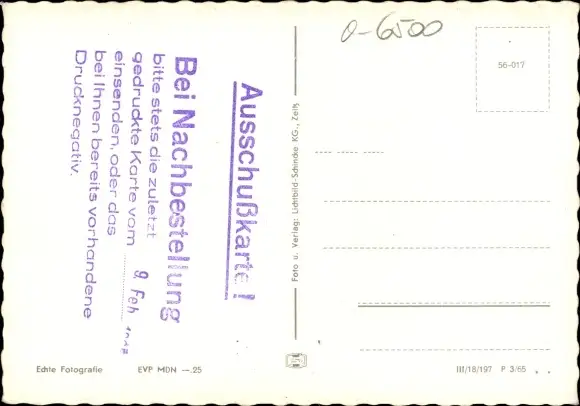 0-6500
56-017
Ausschußkarte!
Bei Nachbestellung
bitte stets die zuletzt
gedruckte Karte vom 9. Feb.
einsenden, oder das
bei Ihnen bereits vorhandene
Drucknegativ.
Foto u. Verlag: Lichtbild-Schincke KG., Zeitz
Echte Fotografie EVP MDN —.25
III/18/197 P 3/65